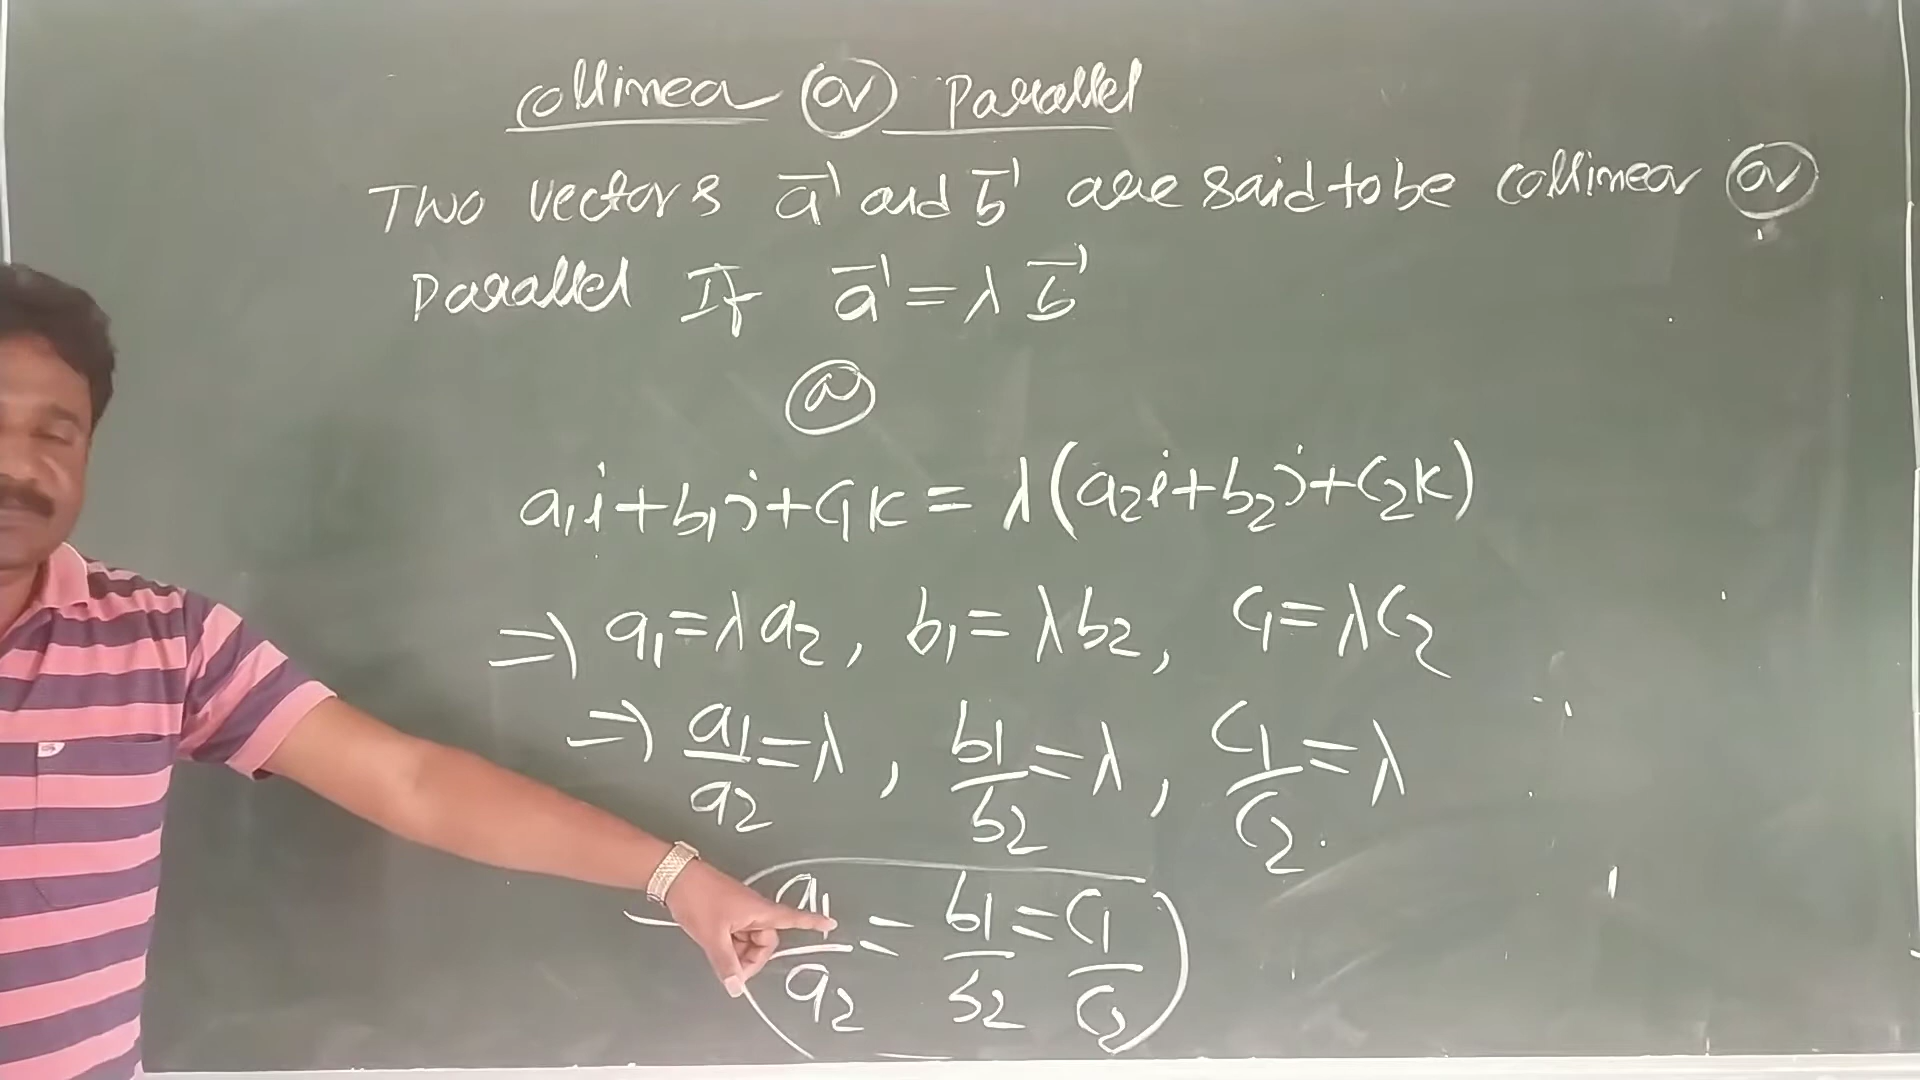 collinear (or) parallel
Two vectors a⃗ and b⃗ are said to be collinear (or)
parallel If a⃗ = λ b⃗
(or)
a₁i + b₁j + c₁k = λ(a₂i + b₂j + c₂k)
⇒ a₁ = λa₂, b₁ = λb₂, c₁ = λc₂
⇒ a₁/a₂ = λ, b₁/b₂ = λ, c₁/c₂ = λ
a₁/a₂ = b₁/b₂ = c₁/c₂